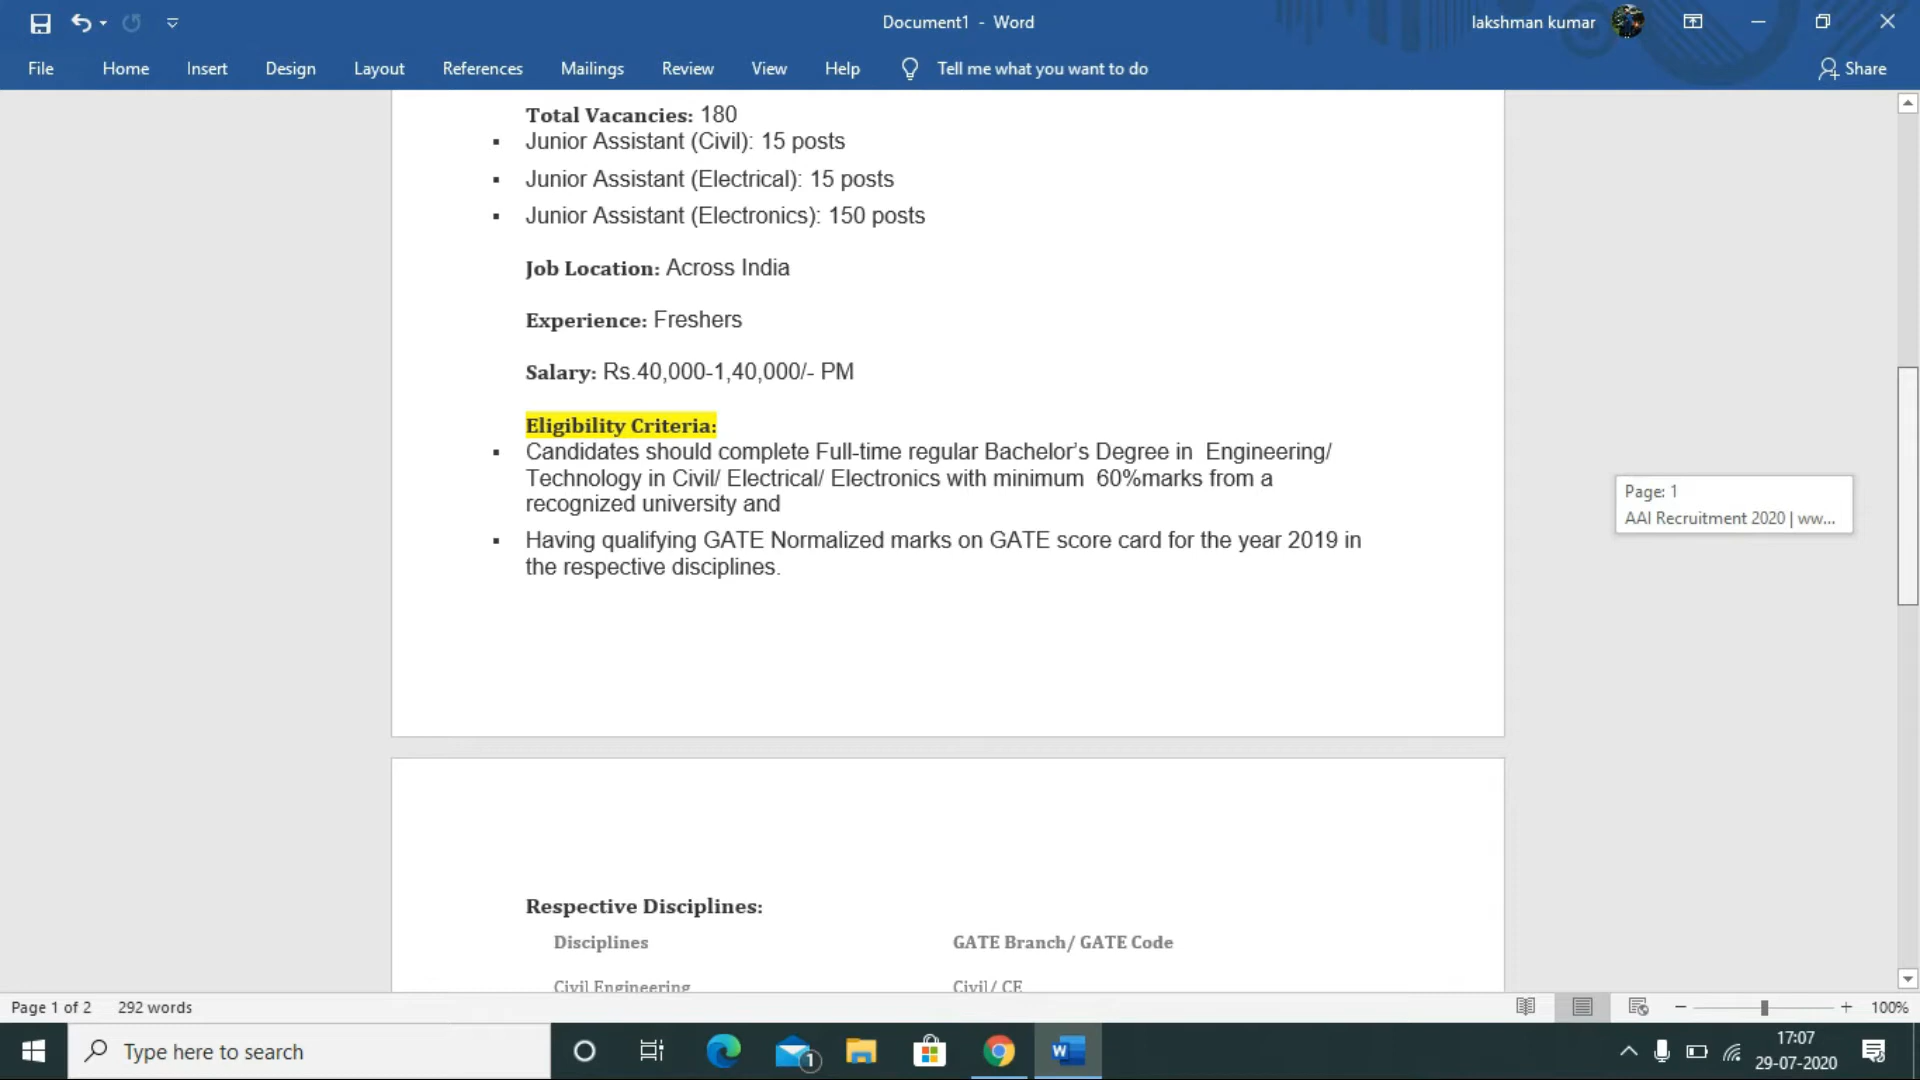 Document1 - Word
lakshman kumar
File Home Insert Design Layout References Mailings Review View Help Tell me what you want to do Share
Total Vacancies: 180
▪ Junior Assistant (Civil): 15 posts
▪ Junior Assistant (Electrical): 15 posts
▪ Junior Assistant (Electronics): 150 posts
Job Location: Across India
Experience: Freshers
Salary: Rs.40,000-1,40,000/- PM
Eligibility Criteria:
▪ Candidates should complete Full-time regular Bachelor’s Degree in Engineering/
Technology in Civil/ Electrical/ Electronics with minimum 60%marks from a
recognized university and
▪ Having qualifying GATE Normalized marks on GATE score card for the year 2019 in
the respective disciplines.
Page: 1
AAI Recruitment 2020 | ww...
Respective Disciplines:
Disciplines GATE Branch/ GATE Code
Civil Engineering Civil/ CE
Page 1 of 2 292 words 100%
Type here to search
1
17:07
29-07-2020